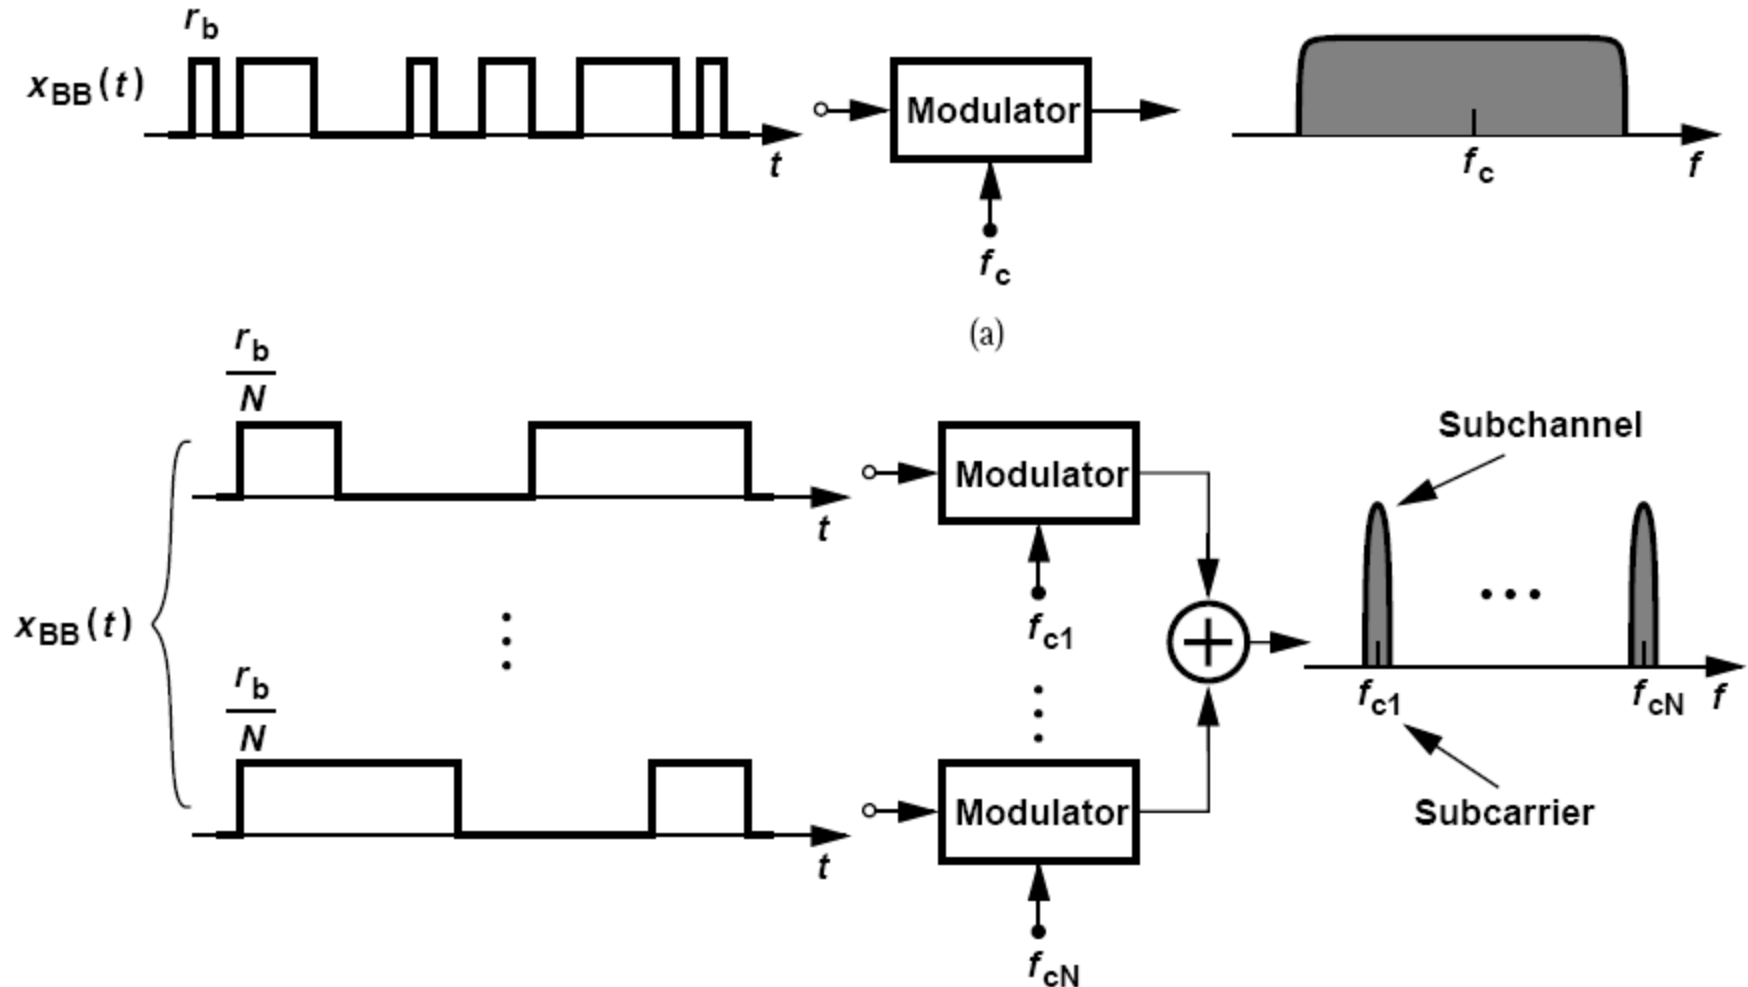 r_b
x_BB(t)
t
Modulator
f_c
f_c
f
(a)
r_b
N
t
Modulator
f_c1
Subchannel
x_BB(t)
f_c1
f_cN
f
Subcarrier
r_b
N
t
Modulator
f_cN